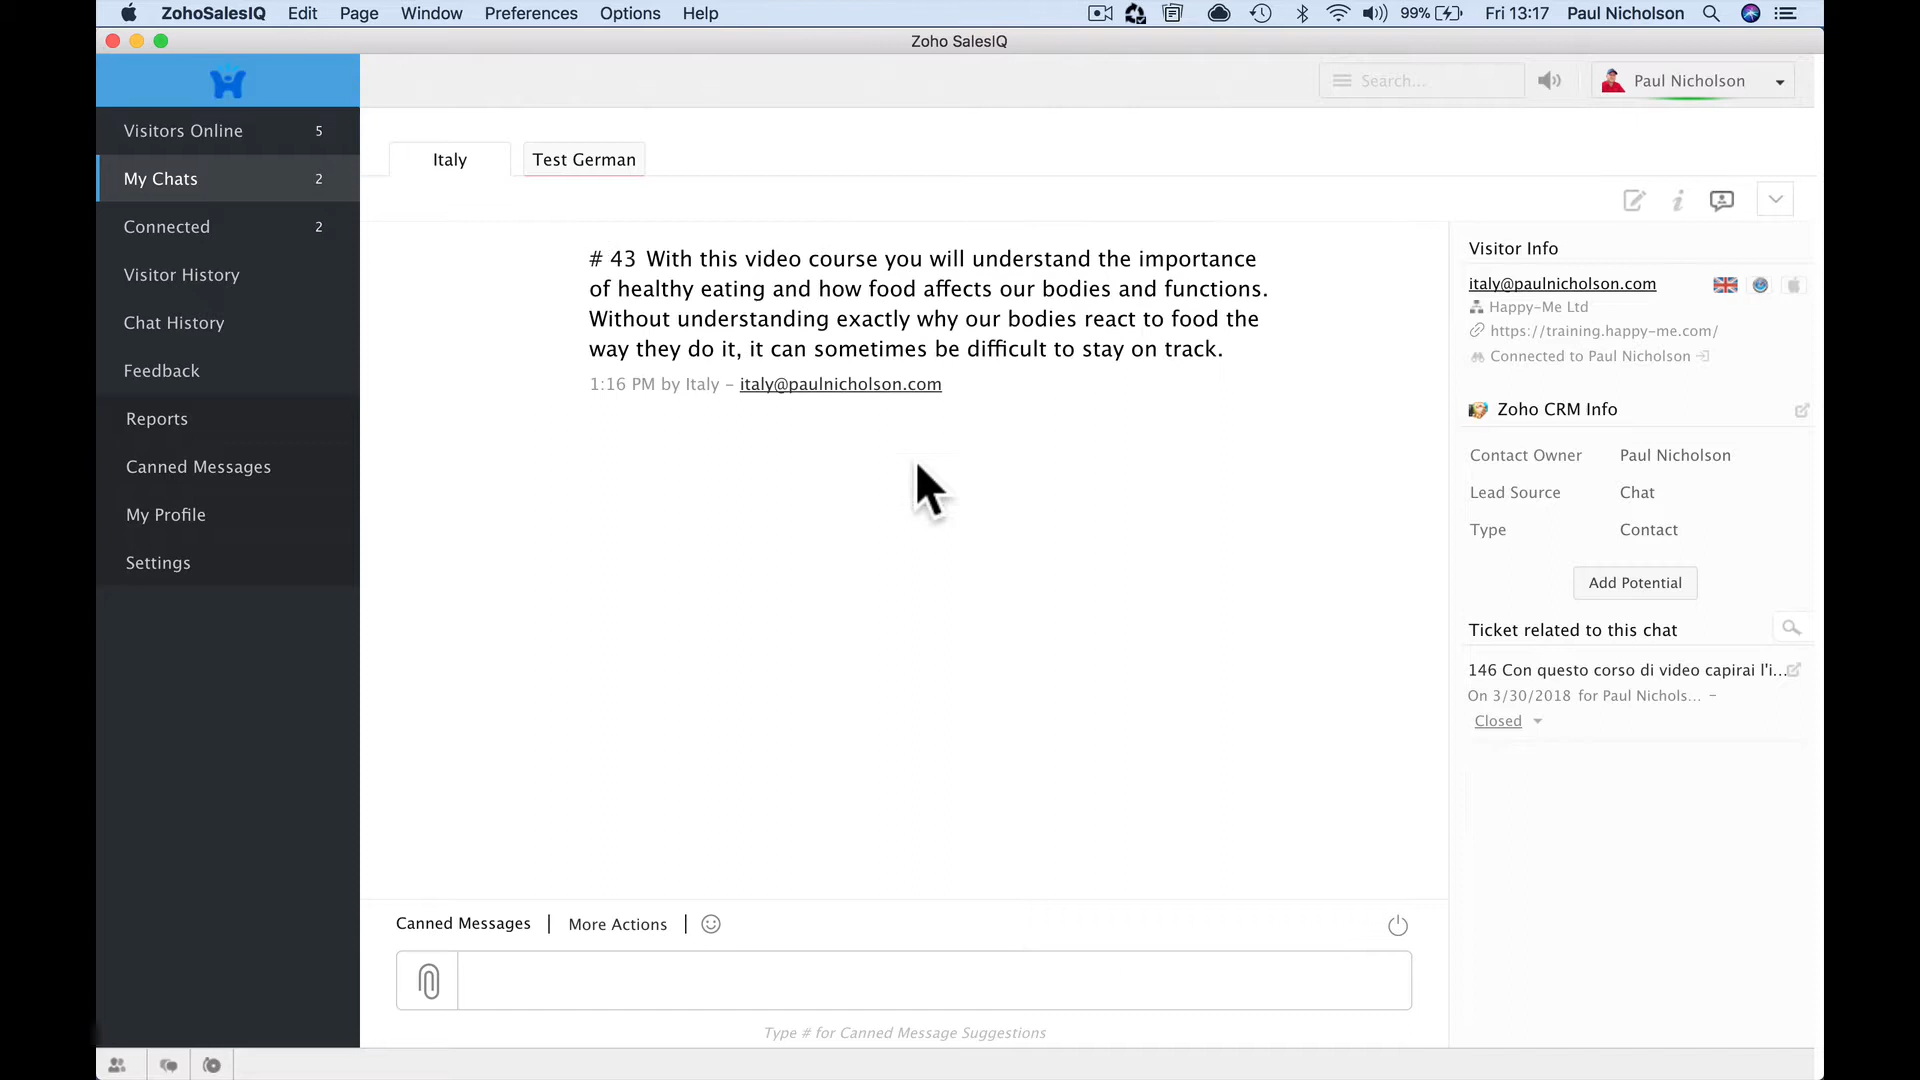 ZohoSalesIQ Edit Page Window Preferences Options Help 99% Fri 13:17 Paul Nicholson
Zoho SalesIQ
Search... Paul Nicholson
Visitors Online 5
My Chats 2
Connected 2
Visitor History
Chat History
Feedback
Reports
Canned Messages
My Profile
Settings
Italy Test German
# 43 With this video course you will understand the importance
of healthy eating and how food affects our bodies and functions.
Without understanding exactly why our bodies react to food the
way they do it, it can sometimes be difficult to stay on track.
1:16 PM by Italy – italy@paulnicholson.com
Canned Messages | More Actions |
Type # for Canned Message Suggestions
Visitor Info
italy@paulnicholson.com
Happy-Me Ltd
https://training.happy-me.com/
Connected to Paul Nicholson
Zoho CRM Info
Contact Owner Paul Nicholson
Lead Source Chat
Type Contact
Add Potential
Ticket related to this chat
146 Con questo corso di video capirai l'i...
On 3/30/2018 for Paul Nichols... –
Closed